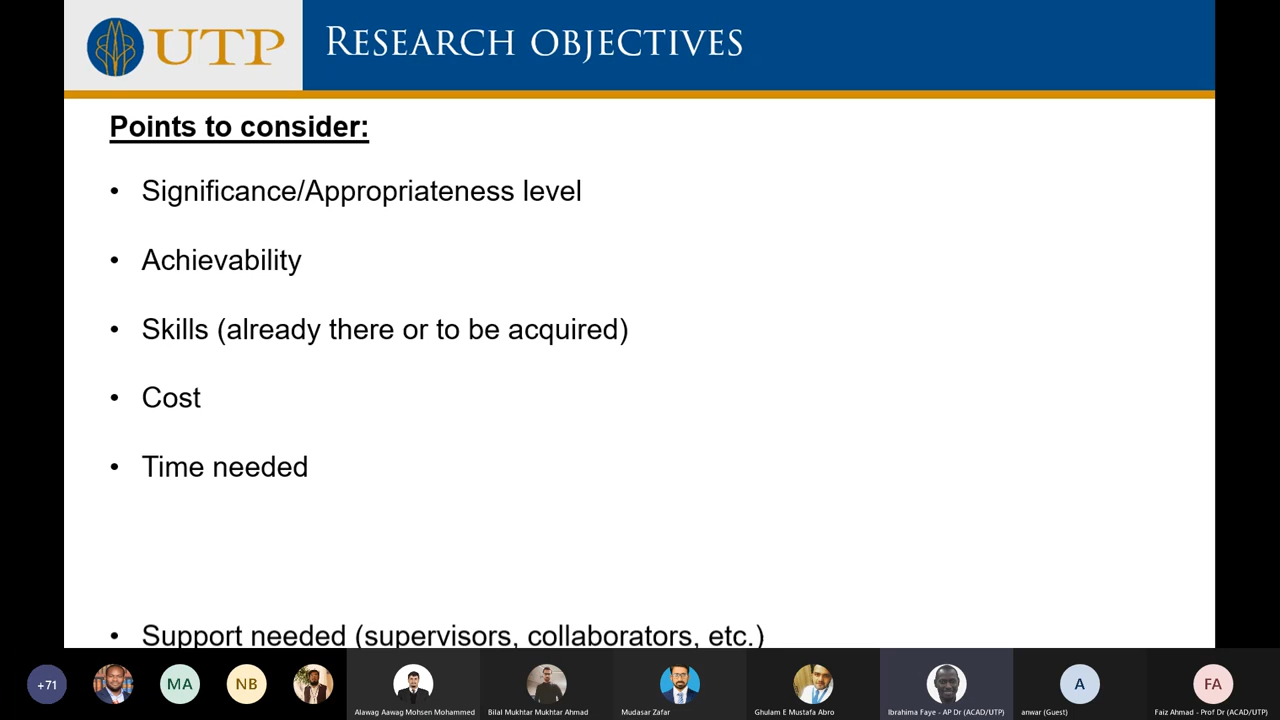 UTP
RESEARCH OBJECTIVES
Points to consider:
• Significance/Appropriateness level
• Achievability
• Skills (already there or to be acquired)
• Cost
• Time needed
• Support needed (supervisors, collaborators, etc.)
+71
MA
NB
A
FA
Alawag Aawag Mohsen Mohammed
Bilal Mukhtar Mukhtar Ahmad
Mudasar Zafar
Ghulam E Mustafa Abro
Ibrahima Faye - AP Dr (ACAD/UTP)
anwar (Guest)
Faiz Ahmad - Prof Dr (ACAD/UTP)